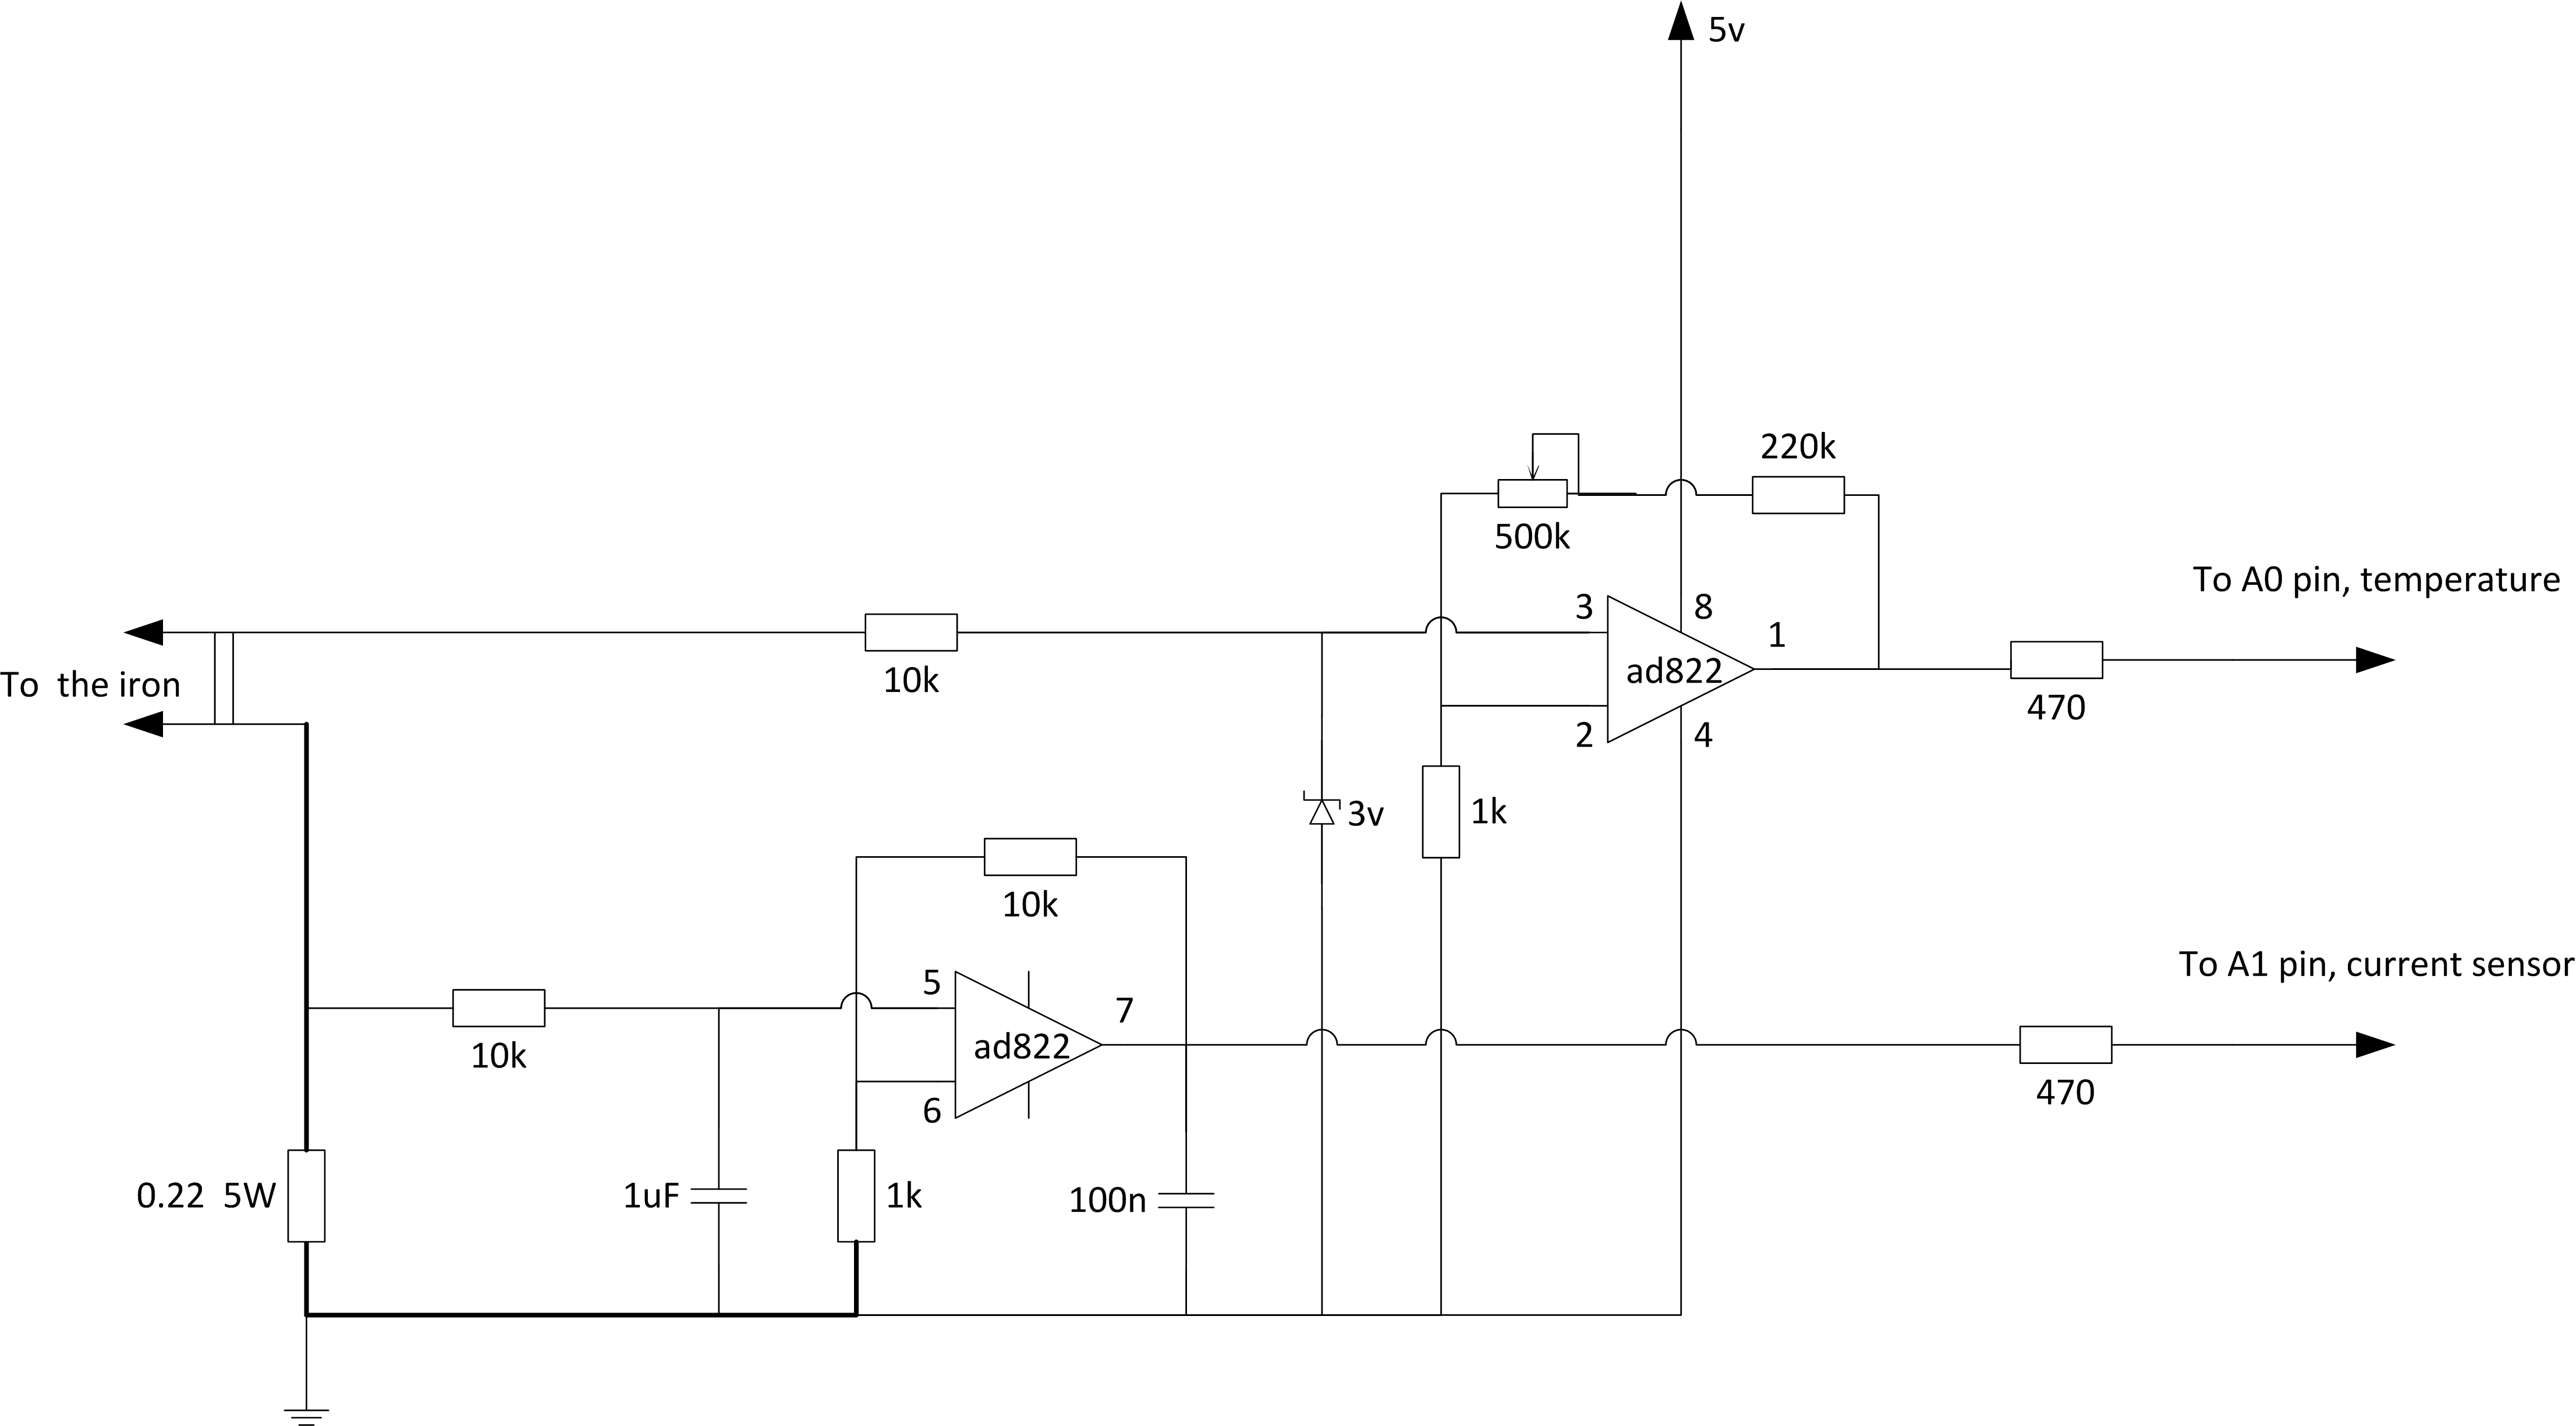 5v
220k
500k
To A0 pin, temperature
3
8
1
To  the iron
10k
ad822
470
2
4
3v
1k
10k
To A1 pin, current sensor
5
7
10k
ad822
6
470
0.22  5W
1uF
1k
100n